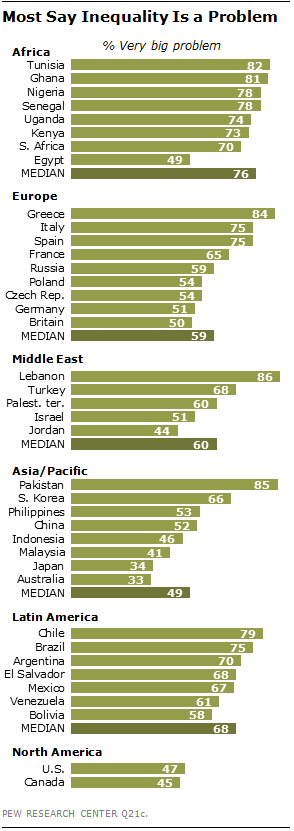 Most Say Inequality Is a Problem
% Very big problem
Africa
Tunisia 82
Ghana 81
Nigeria 78
Senegal 78
Uganda 74
Kenya 73
S. Africa 70
Egypt 49
MEDIAN 76
Europe
Greece 84
Italy 75
Spain 75
France 65
Russia 59
Poland 54
Czech Rep. 54
Germany 51
Britain 50
MEDIAN 59
Middle East
Lebanon 86
Turkey 68
Palest. ter. 60
Israel 51
Jordan 44
MEDIAN 60
Asia/Pacific
Pakistan 85
S. Korea 66
Philippines 53
China 52
Indonesia 46
Malaysia 41
Japan 34
Australia 33
MEDIAN 49
Latin America
Chile 79
Brazil 75
Argentina 70
El Salvador 68
Mexico 67
Venezuela 61
Bolivia 58
MEDIAN 68
North America
U.S. 47
Canada 45
PEW RESEARCH CENTER Q21c.